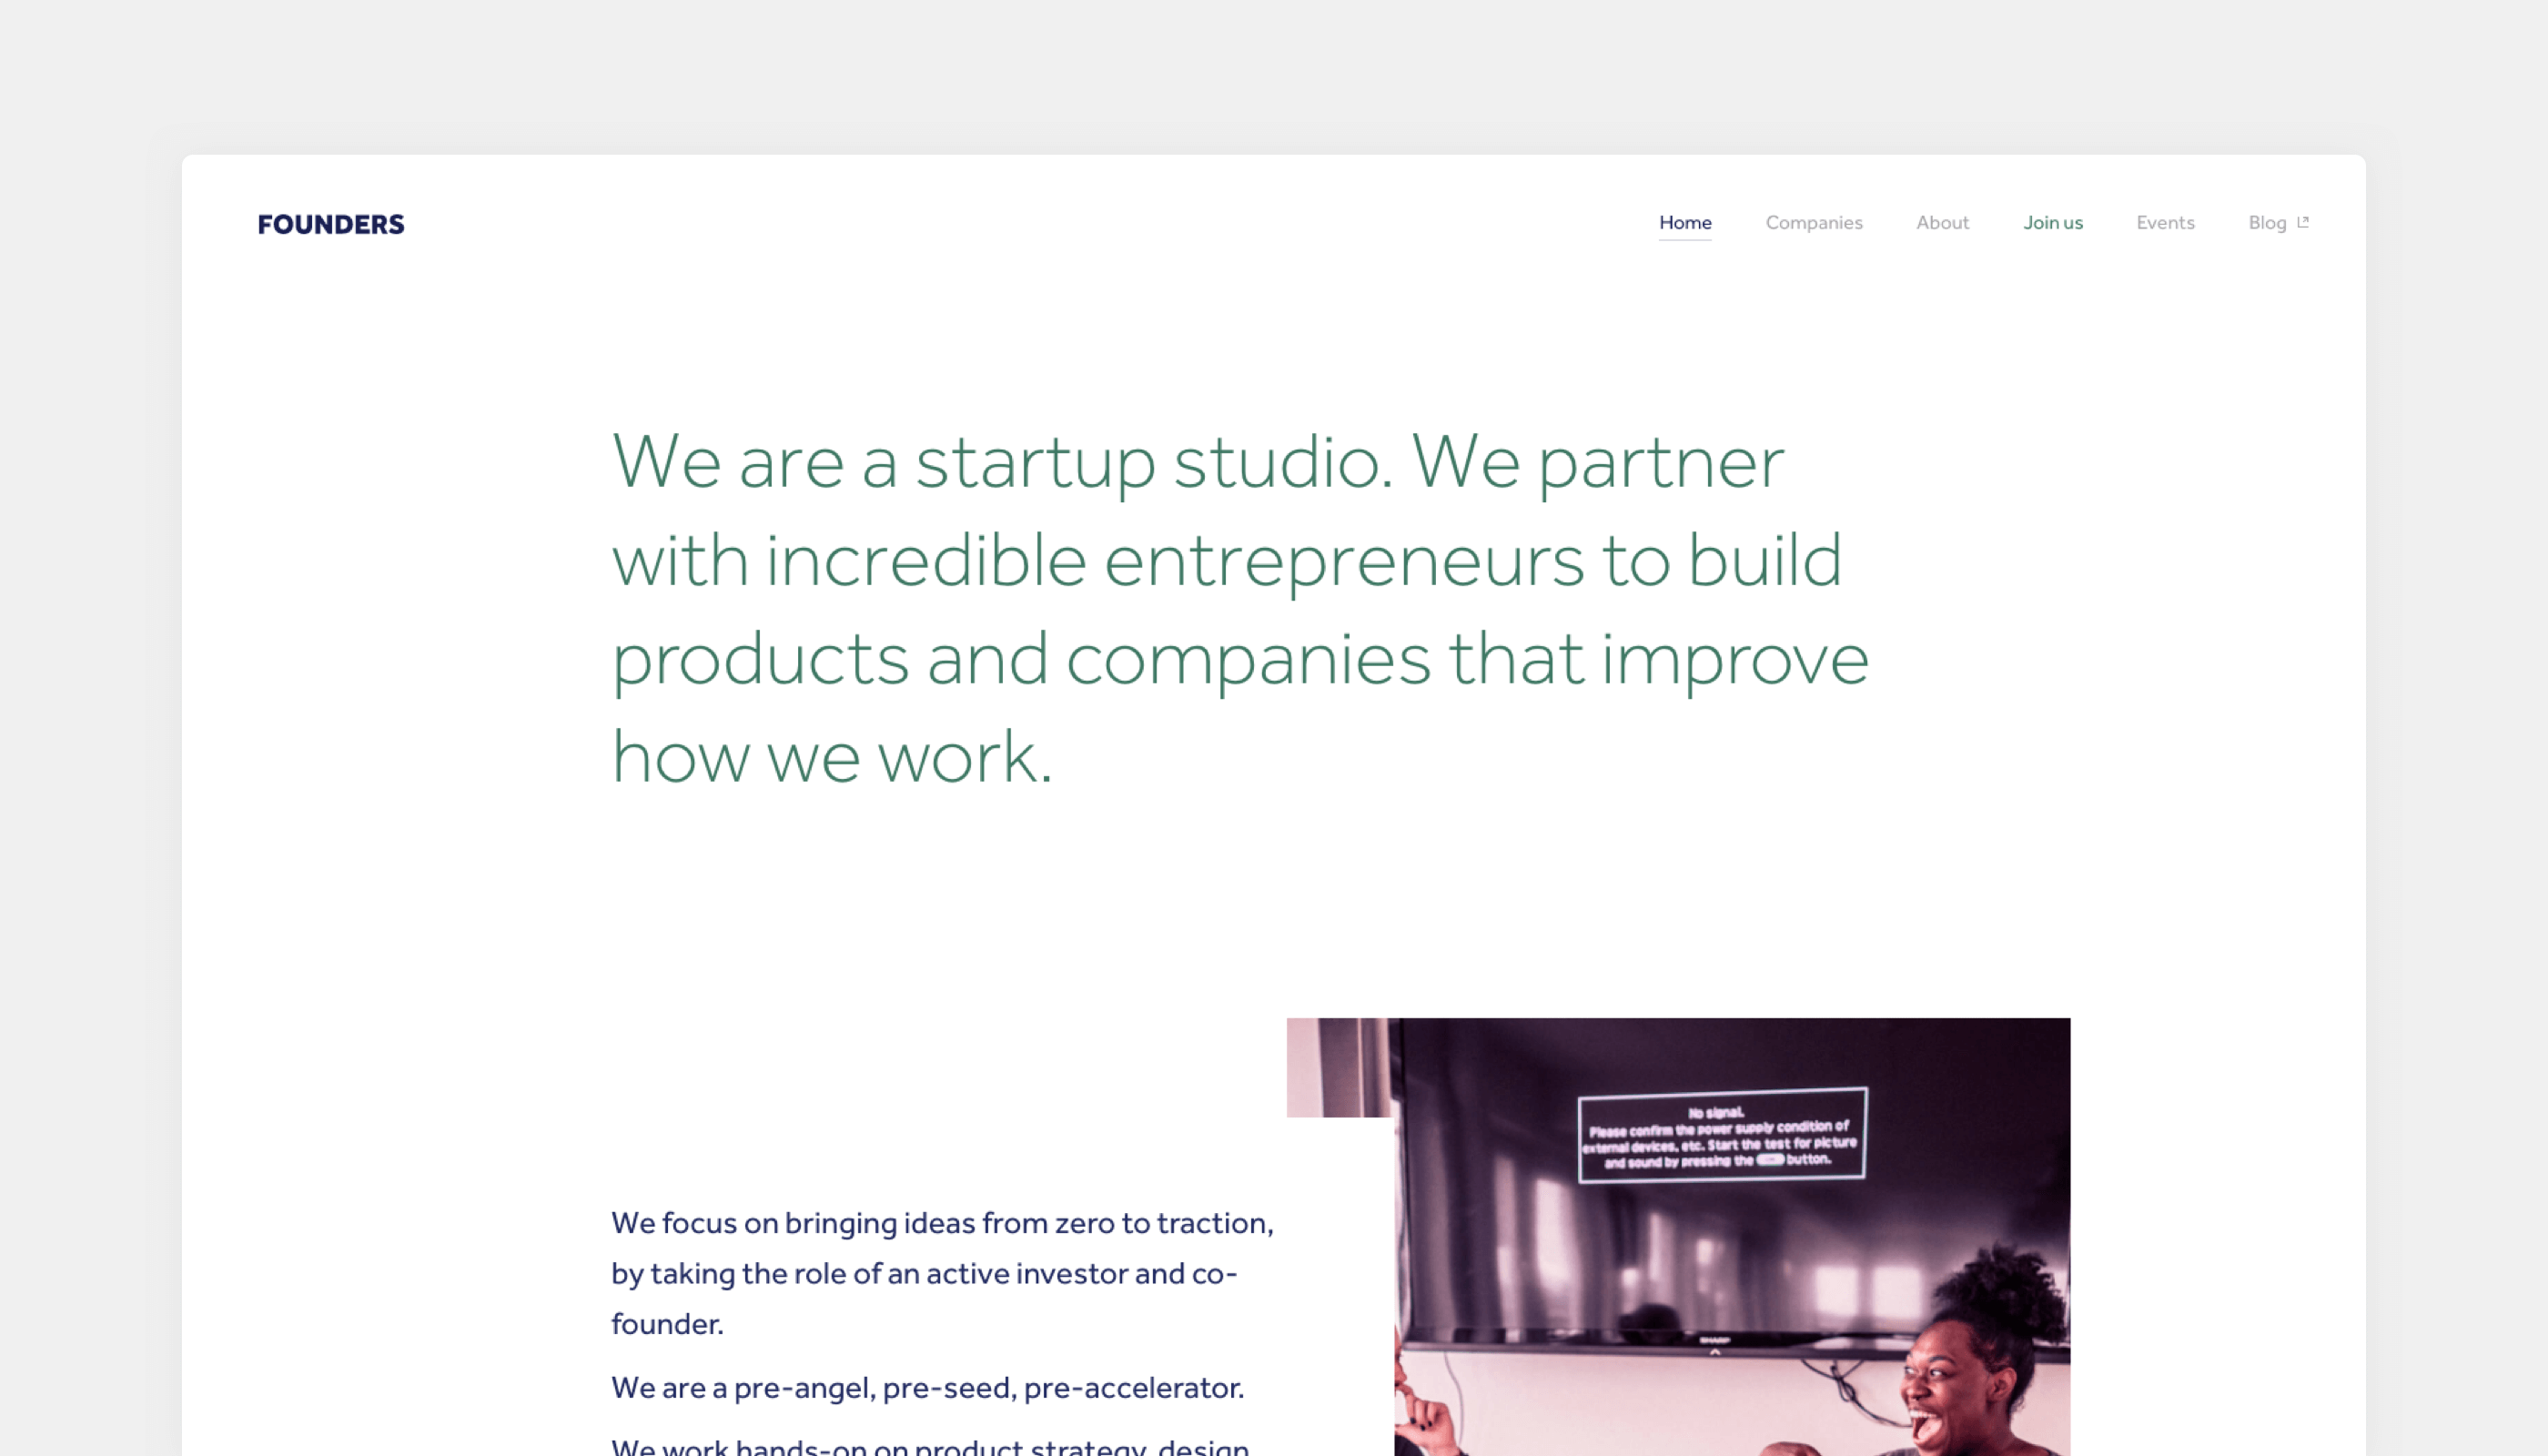 FOUNDERS
Home Companies About Join us Events Blog
We are a startup studio. We partner
with incredible entrepreneurs to build
products and companies that improve
how we work.
No signal.
Please confirm the power supply condition of
external devices, etc. Start the test for picture
and sound by pressing the button.
SHARP
We focus on bringing ideas from zero to traction,
by taking the role of an active investor and co-
founder.
We are a pre-angel, pre-seed, pre-accelerator.
We work hands-on on product strategy, design